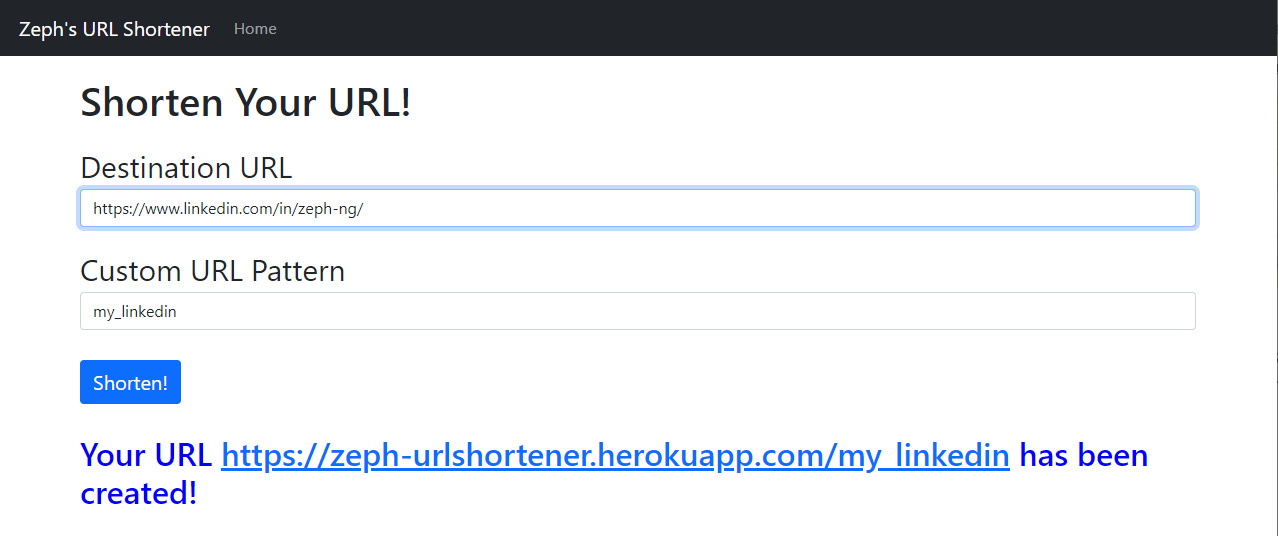 Zeph's URL Shortener Home
Shorten Your URL!
Destination URL
https://www.linkedin.com/in/zeph-ng/
Custom URL Pattern
my_linkedin
Shorten!
Your URL https://zeph-urlshortener.herokuapp.com/my_linkedin has been
created!